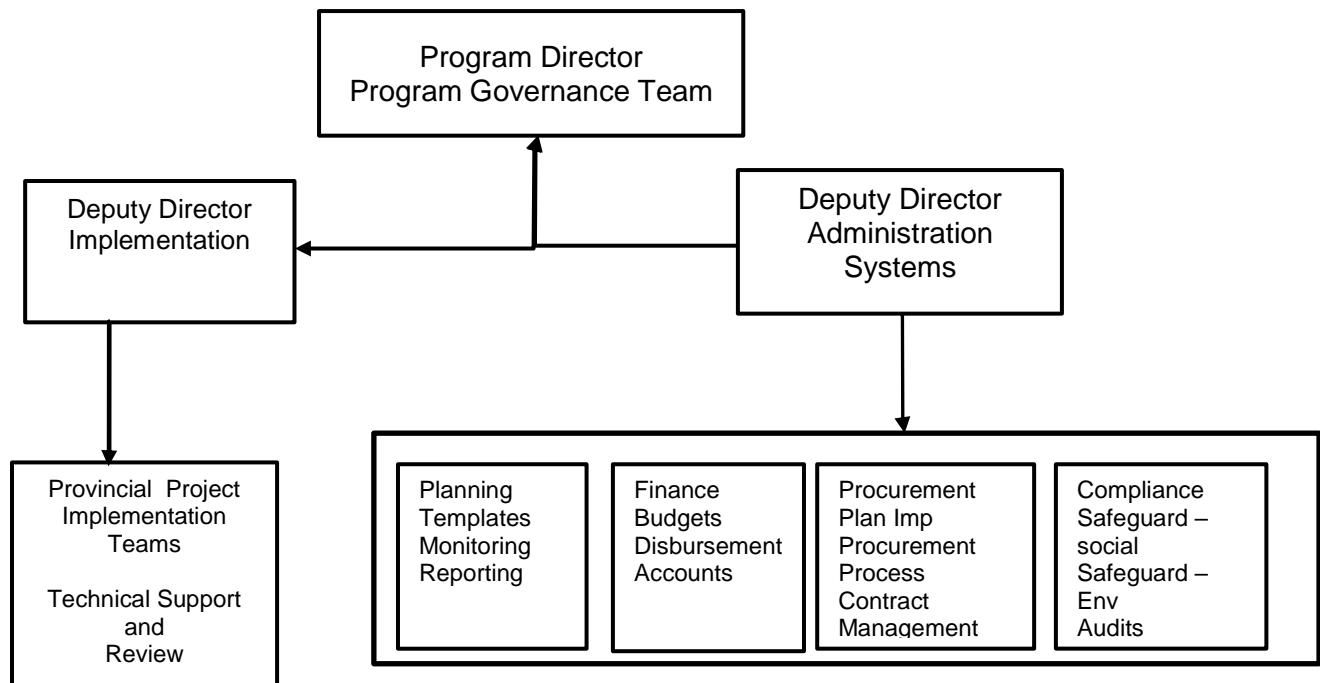 Program Director
Program Governance Team
Deputy Director
Implementation
Deputy Director
Administration
Systems
Provincial Project
Implementation
Teams
Technical Support
and
Review
Planning
Templates
Monitoring
Reporting
Finance
Budgets
Disbursement
Accounts
Procurement
Plan Imp
Procurement
Process
Contract
Management
Compliance
Safeguard –
social
Safeguard –
Env
Audits